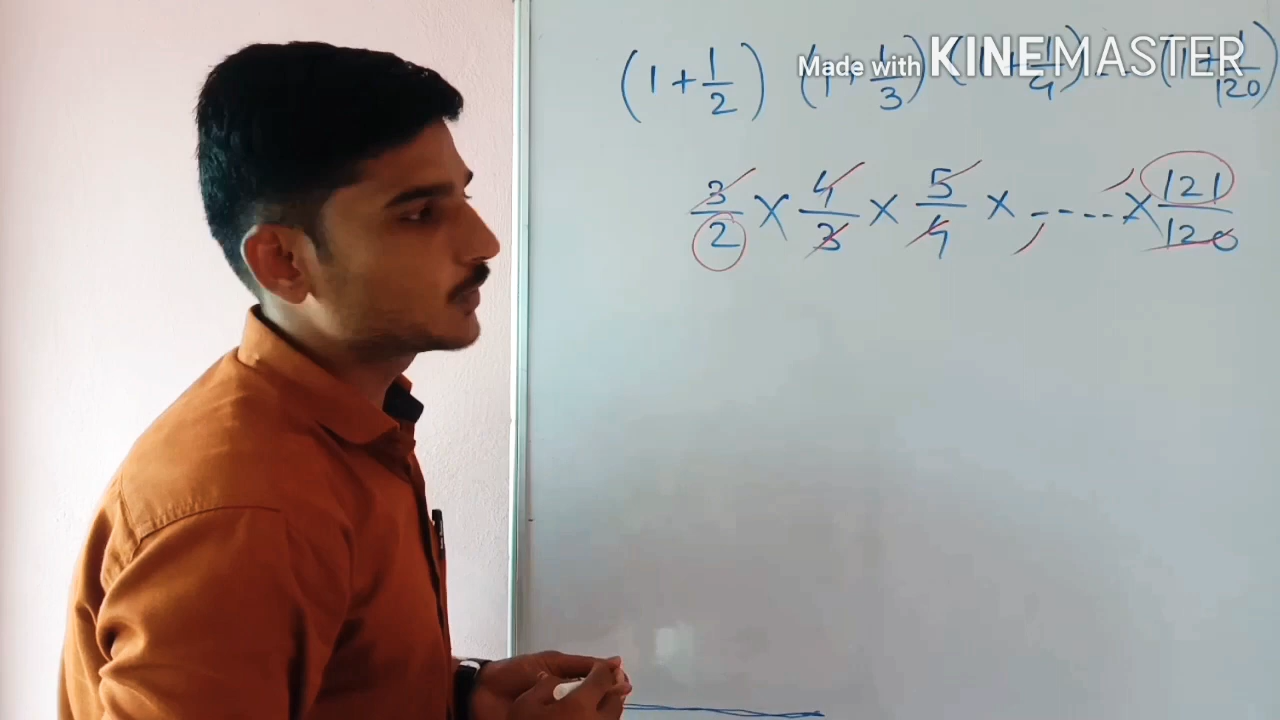 (1 + 1/2) (1 + 1/3) (1 + 1/4) - - (1 + 1/120)
Made with KINEMASTER
3/2 × 4/3 × 5/4 × , - - - - . × 121/120